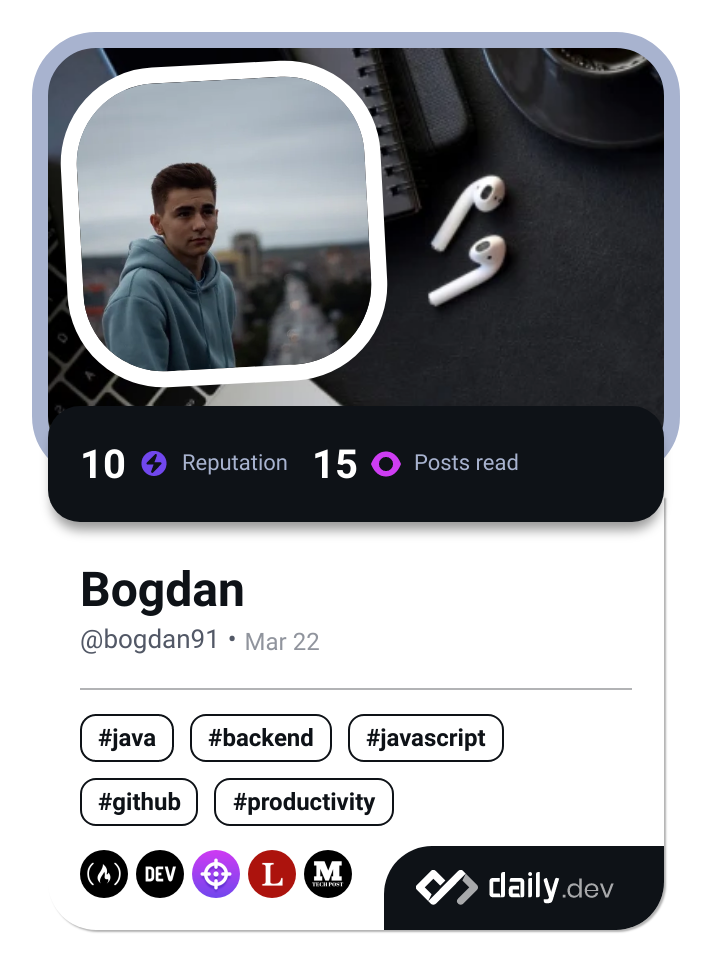 10 Reputation 15 Posts read
Bogdan
@bogdan91 • Mar 22
#java #backend #javascript
#github #productivity
DEV L M TECH POST
daily.dev